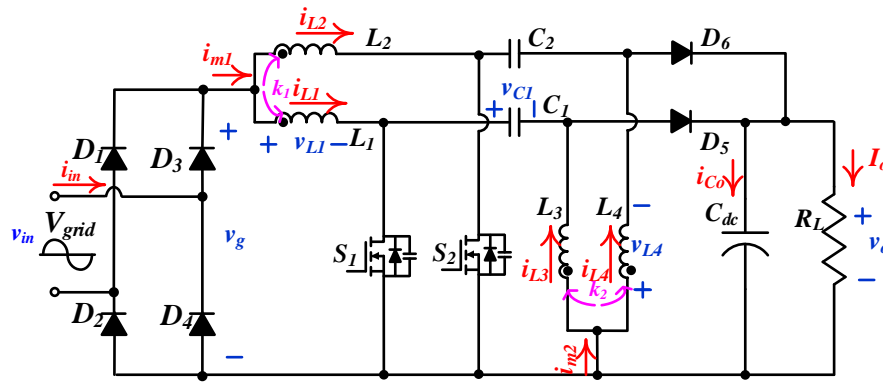 i_L2
L_2
C_2
D_6
i_m1
k_1
i_L1
v_C1
C_1
+
+
v_L1
−
L_1
D_5
D_1
D_3
+
i_in
V_grid
v_in
v_g
L_3
L_4
−
i_Co
I_o
C_dc
R_L
+
S_1
S_2
v_L4
i_L3
i_L4
+
k_2
−
D_2
D_4
−
i_m2